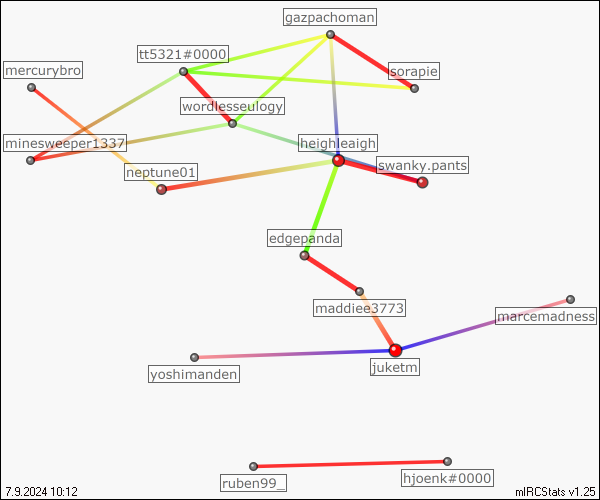 gazpachoman
tt5321#0000
mercurybro
sorapie
wordlesseulogy
minesweeper1337
heighleaigh
neptune01
swanky.pants
edgepanda
maddiee3773
marcemadness
yoshimanden
juketm
ruben99_
hjoenk#0000
7.9.2024 10:12
mIRCStats v1.25